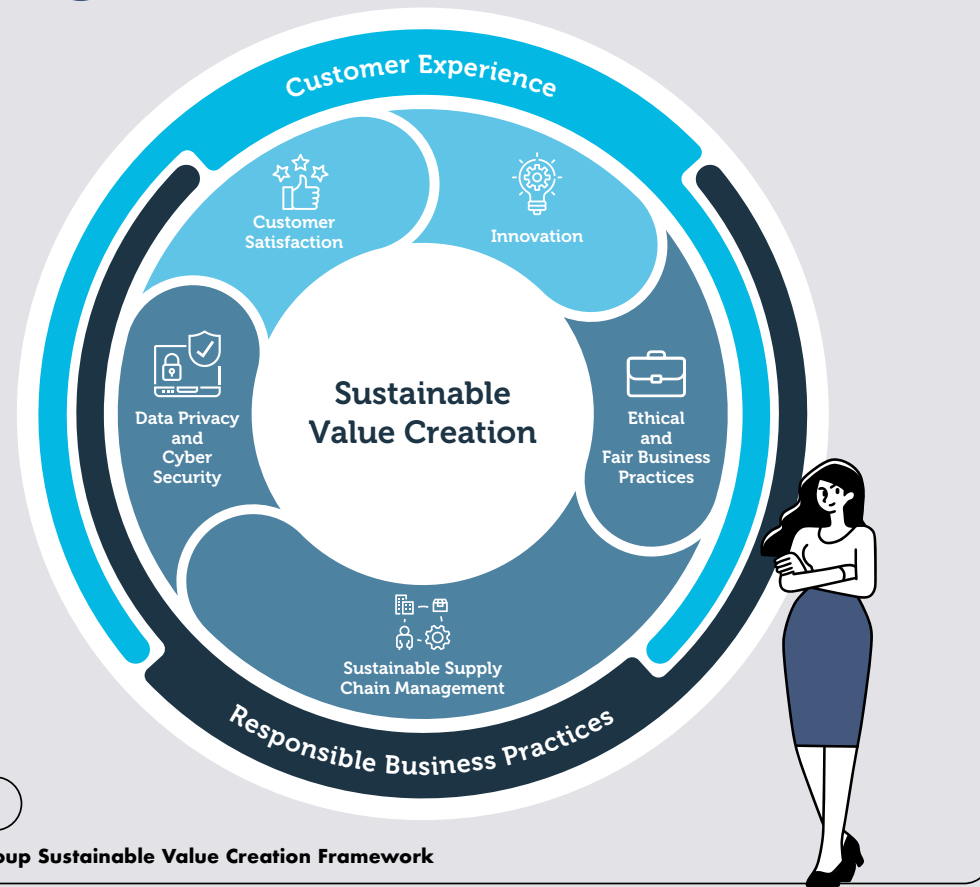 Customer Experience
Customer
Satisfaction
Innovation
Data Privacy
and
Cyber
Security
Sustainable
Value Creation
Ethical
and
Fair Business
Practices
Sustainable Supply
Chain Management
Responsible Business Practices
Sustainable Value Creation Framework